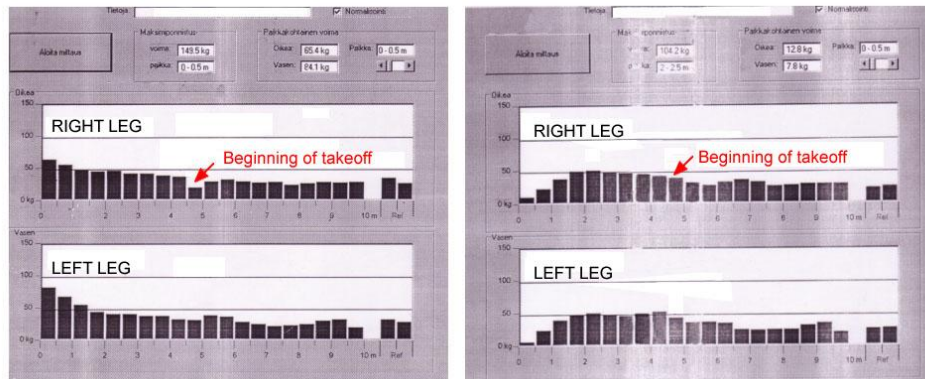 Tietoja:
Normalisointi
Aloita mittaus
Maksimiponnistus
voima: 149.5 kg
paikka: 0 - 0.5 m
Paikkakohtainen voima
Oikea: 65.4 kg
Paikka: 0 - 0.5 m
Vasen: 84.1 kg
Oikea
150
100
50
0 kg
RIGHT LEG
Beginning of takeoff
0 1 2 3 4 5 6 7 8 9 10 m Ref
Vasen
150
100
50
0 kg
LEFT LEG
0 1 2 3 4 5 6 7 8 9 10 m Ref
Tietoja:
Normalisointi
Aloita mittaus
Maksimiponnistus
104.2 kg
2 - 2.5 m
Paikkakohtainen voima
Oikea: 12.8 kg
Paikka: 0 - 0.5 m
Vasen: 7.8 kg
Oikea
150
100
50
0 kg
RIGHT LEG
Beginning of takeoff
0 1 2 3 4 5 6 7 8 9 10 m Ref
Vasen
150
100
50
0 kg
LEFT LEG
0 1 2 3 4 5 6 7 8 9 10 m Ref